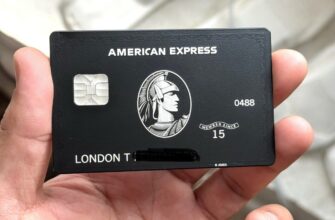 AMERICAN EXPRESS
0488
MEMBER SINCE
15
LONDON T